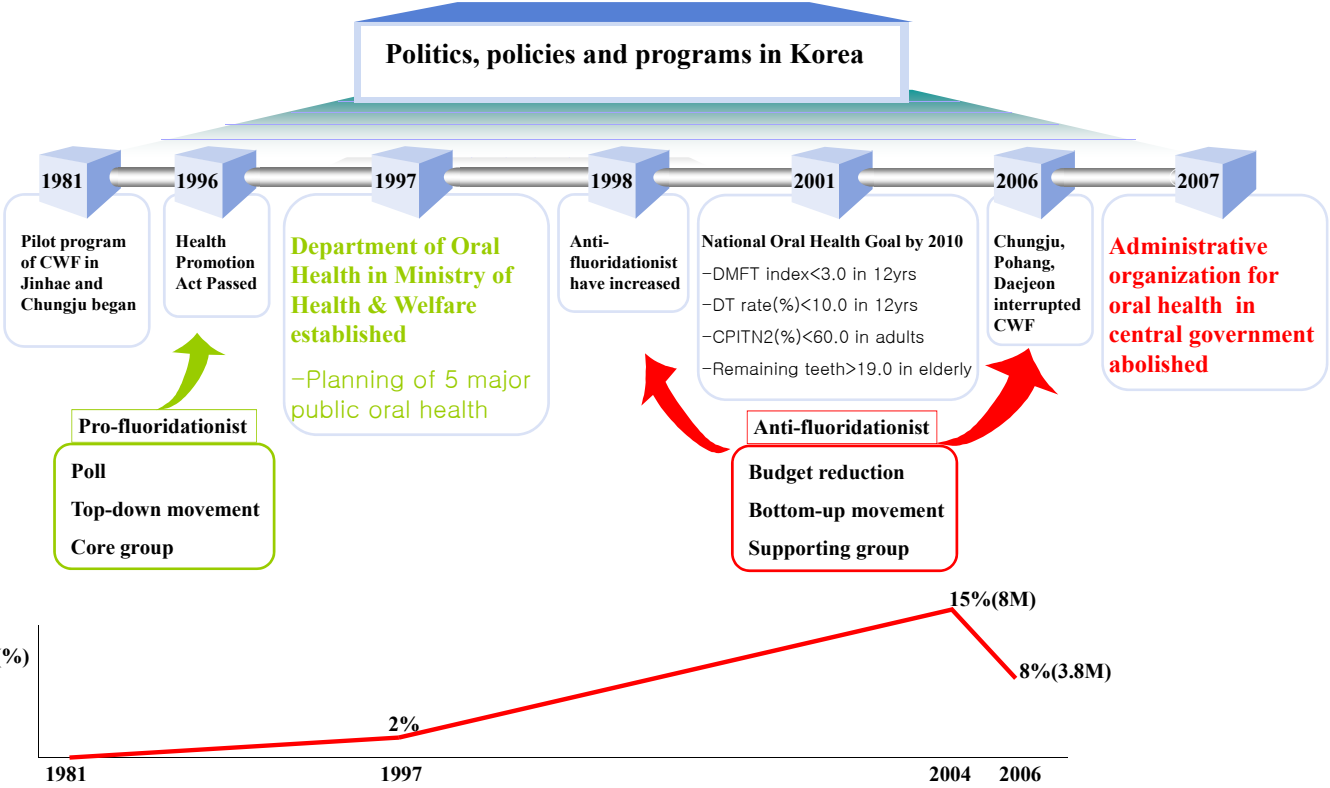 Politics, policies and programs in Korea
1981
1996
1997
1998
2001
2006
2007
Pilot program
of CWF in
Jinhae and
Chungju began
Health
Promotion
Act Passed
Department of Oral
Health in Ministry of
Health & Welfare
established
-Planning of 5 major
public oral health
Anti-
fluoridationist
have increased
National Oral Health Goal by 2010
-DMFT index<3.0 in 12yrs
-DT rate(%)<10.0 in 12yrs
-CPITN2(%)<60.0 in adults
-Remaining teeth>19.0 in elderly
Chungju,
Pohang,
Daejeon
interrupted
CWF
Administrative
organization for
oral health in
central government
abolished
Pro-fluoridationist
Poll
Top-down movement
Core group
Anti-fluoridationist
Budget reduction
Bottom-up movement
Supporting group
(%)
2%
15%(8M)
8%(3.8M)
1981
1997
2004
2006